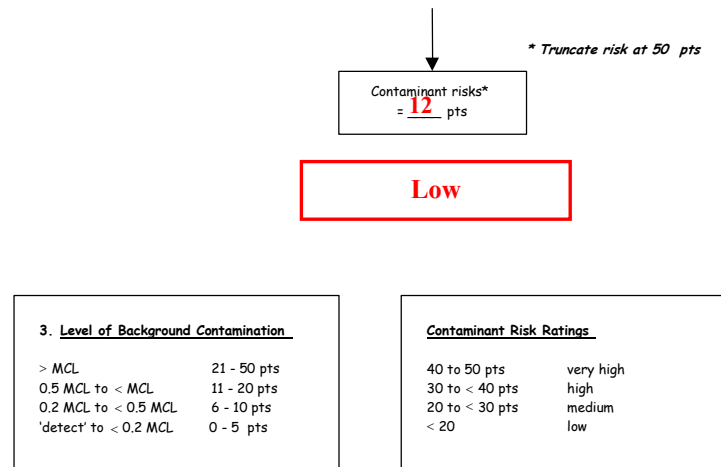 * Truncate risk at 50 pts
Contaminant risks*
= 12 pts
Low
3. Level of Background Contamination
> MCL 21 - 50 pts
0.5 MCL to < MCL 11 - 20 pts
0.2 MCL to < 0.5 MCL 6 - 10 pts
'detect' to < 0.2 MCL 0 - 5 pts
Contaminant Risk Ratings
40 to 50 pts very high
30 to < 40 pts high
20 to < 30 pts medium
< 20 low